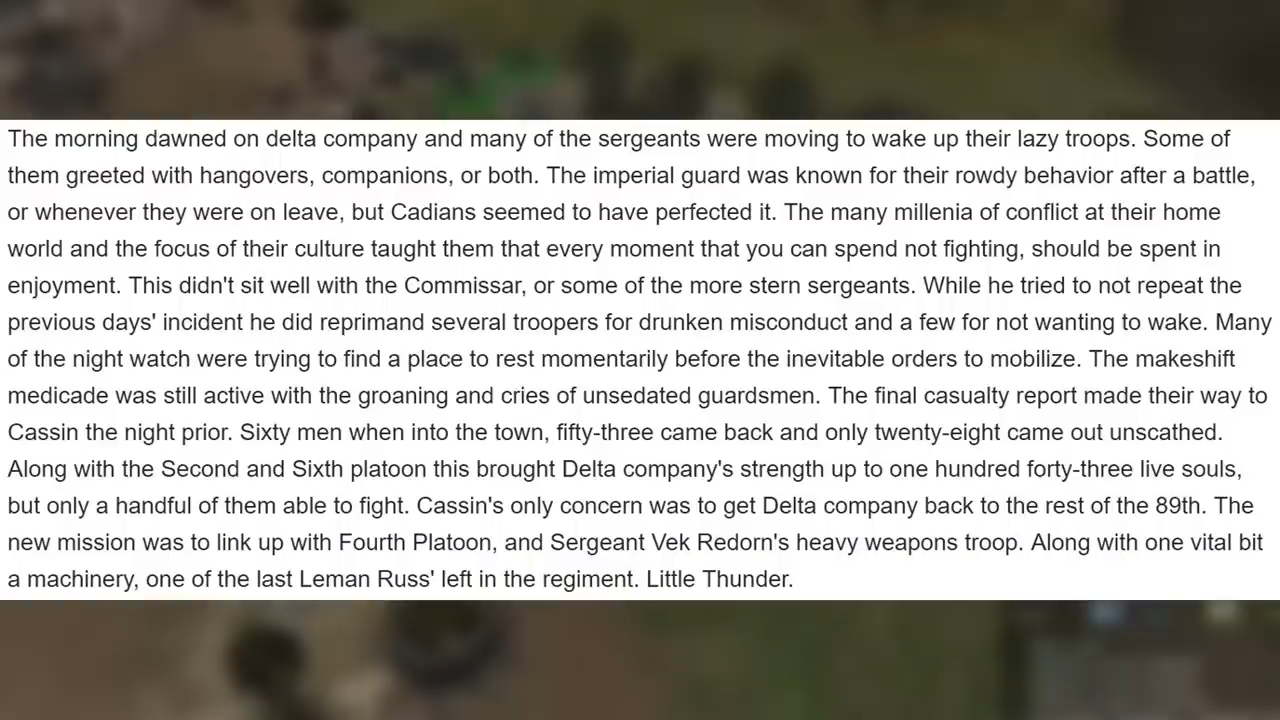 The morning dawned on delta company and many of the sergeants were moving to wake up their lazy troops. Some of
them greeted with hangovers, companions, or both. The imperial guard was known for their rowdy behavior after a battle,
or whenever they were on leave, but Cadians seemed to have perfected it. The many millenia of conflict at their home
world and the focus of their culture taught them that every moment that you can spend not fighting, should be spent in
enjoyment. This didn't sit well with the Commissar, or some of the more stern sergeants. While he tried to not repeat the
previous days' incident he did reprimand several troopers for drunken misconduct and a few for not wanting to wake. Many
of the night watch were trying to find a place to rest momentarily before the inevitable orders to mobilize. The makeshift
medicade was still active with the groaning and cries of unsedated guardsmen. The final casualty report made their way to
Cassin the night prior. Sixty men when into the town, fifty-three came back and only twenty-eight came out unscathed.
Along with the Second and Sixth platoon this brought Delta company's strength up to one hundred forty-three live souls,
but only a handful of them able to fight. Cassin's only concern was to get Delta company back to the rest of the 89th. The
new mission was to link up with Fourth Platoon, and Sergeant Vek Redorn's heavy weapons troop. Along with one vital bit
a machinery, one of the last Leman Russ' left in the regiment. Little Thunder.